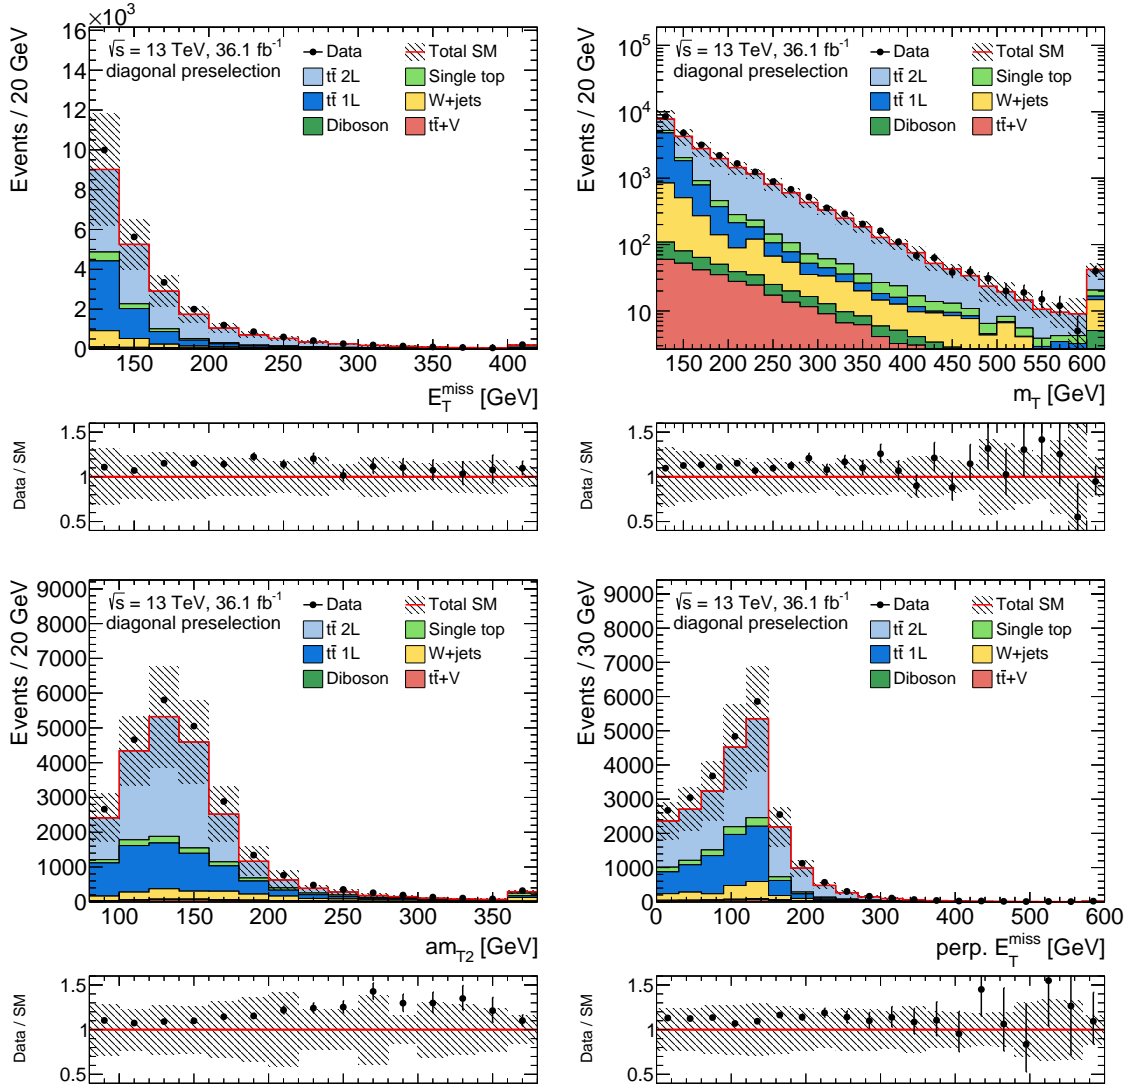 ×10³
16
14
12
10
8
6
4
2
0
Events / 20 GeV
√s = 13 TeV, 36.1 fb⁻¹
diagonal preselection
Data
Total SM
tt̄ 2L
Single top
tt̄ 1L
W+jets
Diboson
tt̄+V
150 200 250 300 350 400
E_T^miss [GeV]
1.5
1
0.5
Data / SM
10⁵
10⁴
10³
10²
10
Events / 20 GeV
√s = 13 TeV, 36.1 fb⁻¹
diagonal preselection
Data
Total SM
tt̄ 2L
Single top
tt̄ 1L
W+jets
Diboson
tt̄+V
150 200 250 300 350 400 450 500 550 600
m_T [GeV]
1.5
1
0.5
Data / SM
9000
8000
7000
6000
5000
4000
3000
2000
1000
0
Events / 20 GeV
√s = 13 TeV, 36.1 fb⁻¹
diagonal preselection
Data
Total SM
tt̄ 2L
Single top
tt̄ 1L
W+jets
Diboson
tt̄+V
100 150 200 250 300 350
am_T2 [GeV]
1.5
1
0.5
Data / SM
9000
8000
7000
6000
5000
4000
3000
2000
1000
0
Events / 30 GeV
√s = 13 TeV, 36.1 fb⁻¹
diagonal preselection
Data
Total SM
tt̄ 2L
Single top
tt̄ 1L
W+jets
Diboson
tt̄+V
0 100 200 300 400 500 600
perp. E_T^miss [GeV]
1.5
1
0.5
Data / SM